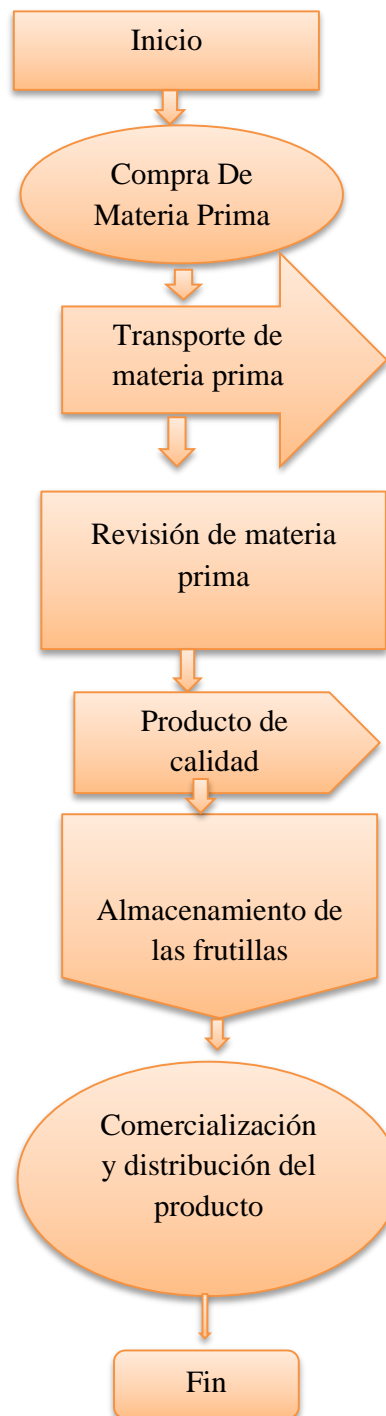 Inicio
Compra De
Materia Prima
Transporte de
materia prima
Revisión de materia
prima
Producto de
calidad
Almacenamiento de
las frutillas
Comercialización
y distribución del
producto
Fin